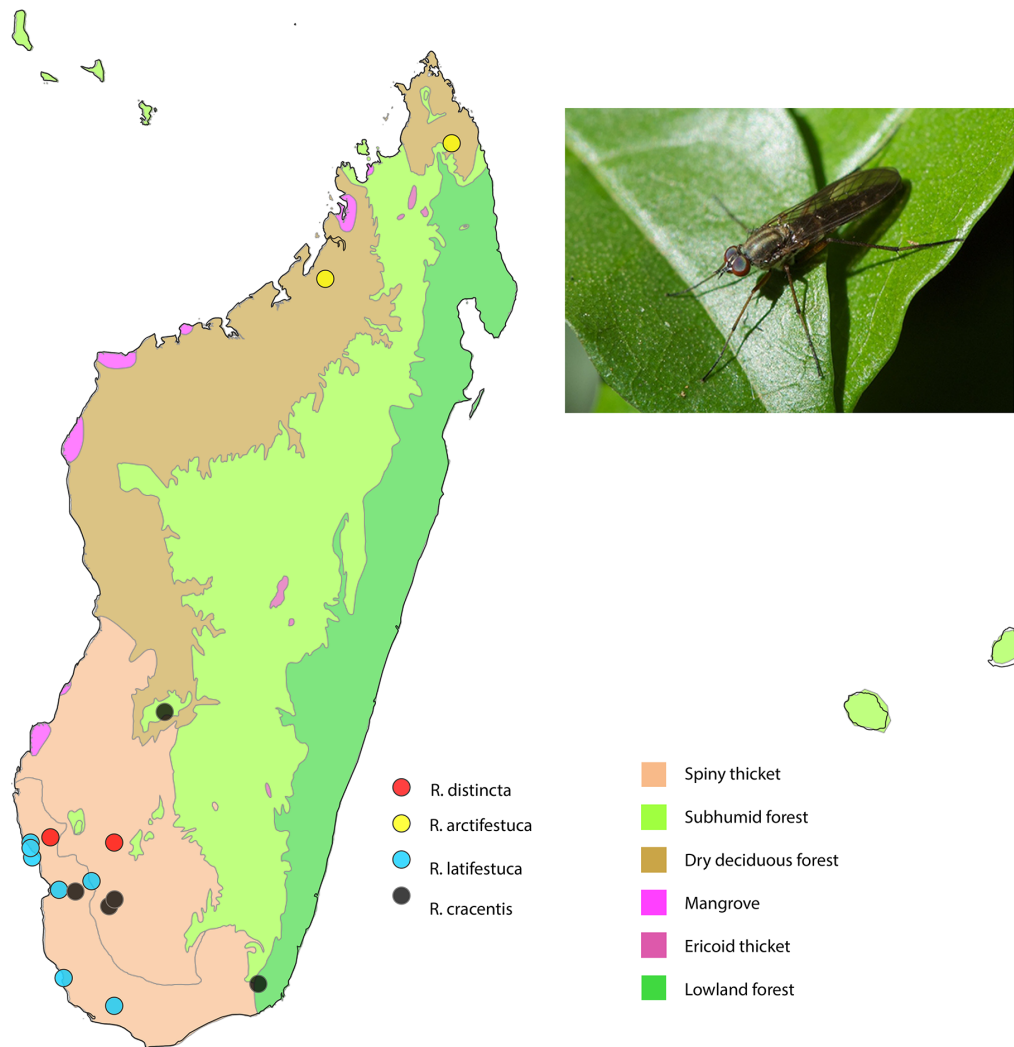 R. distincta
R. arctifestuca
R. latifestuca
R. cracentis
Spiny thicket
Subhumid forest
Dry deciduous forest
Mangrove
Ericoid thicket
Lowland forest